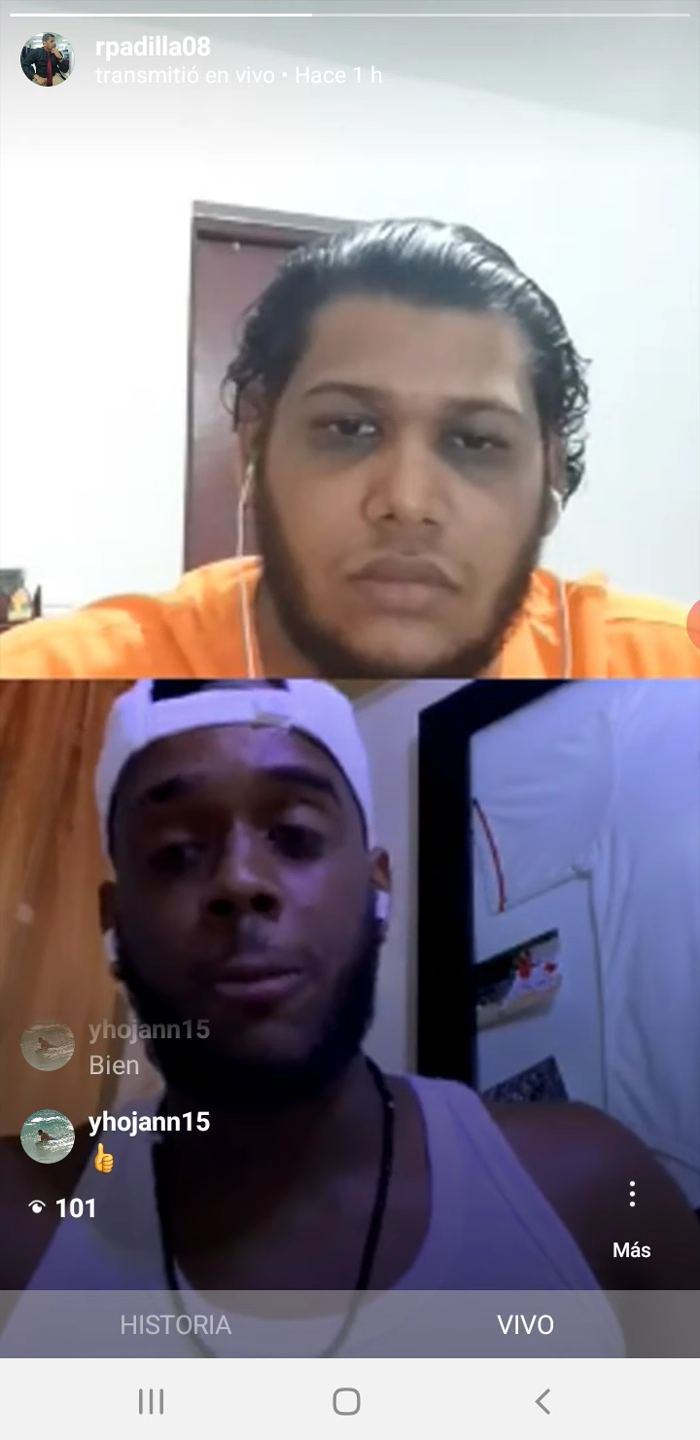 rpadilla08
transmitió en vivo • Hace 1 h
yhojann15
Bien
yhojann15
👍
101
Más
HISTORIA
VIVO